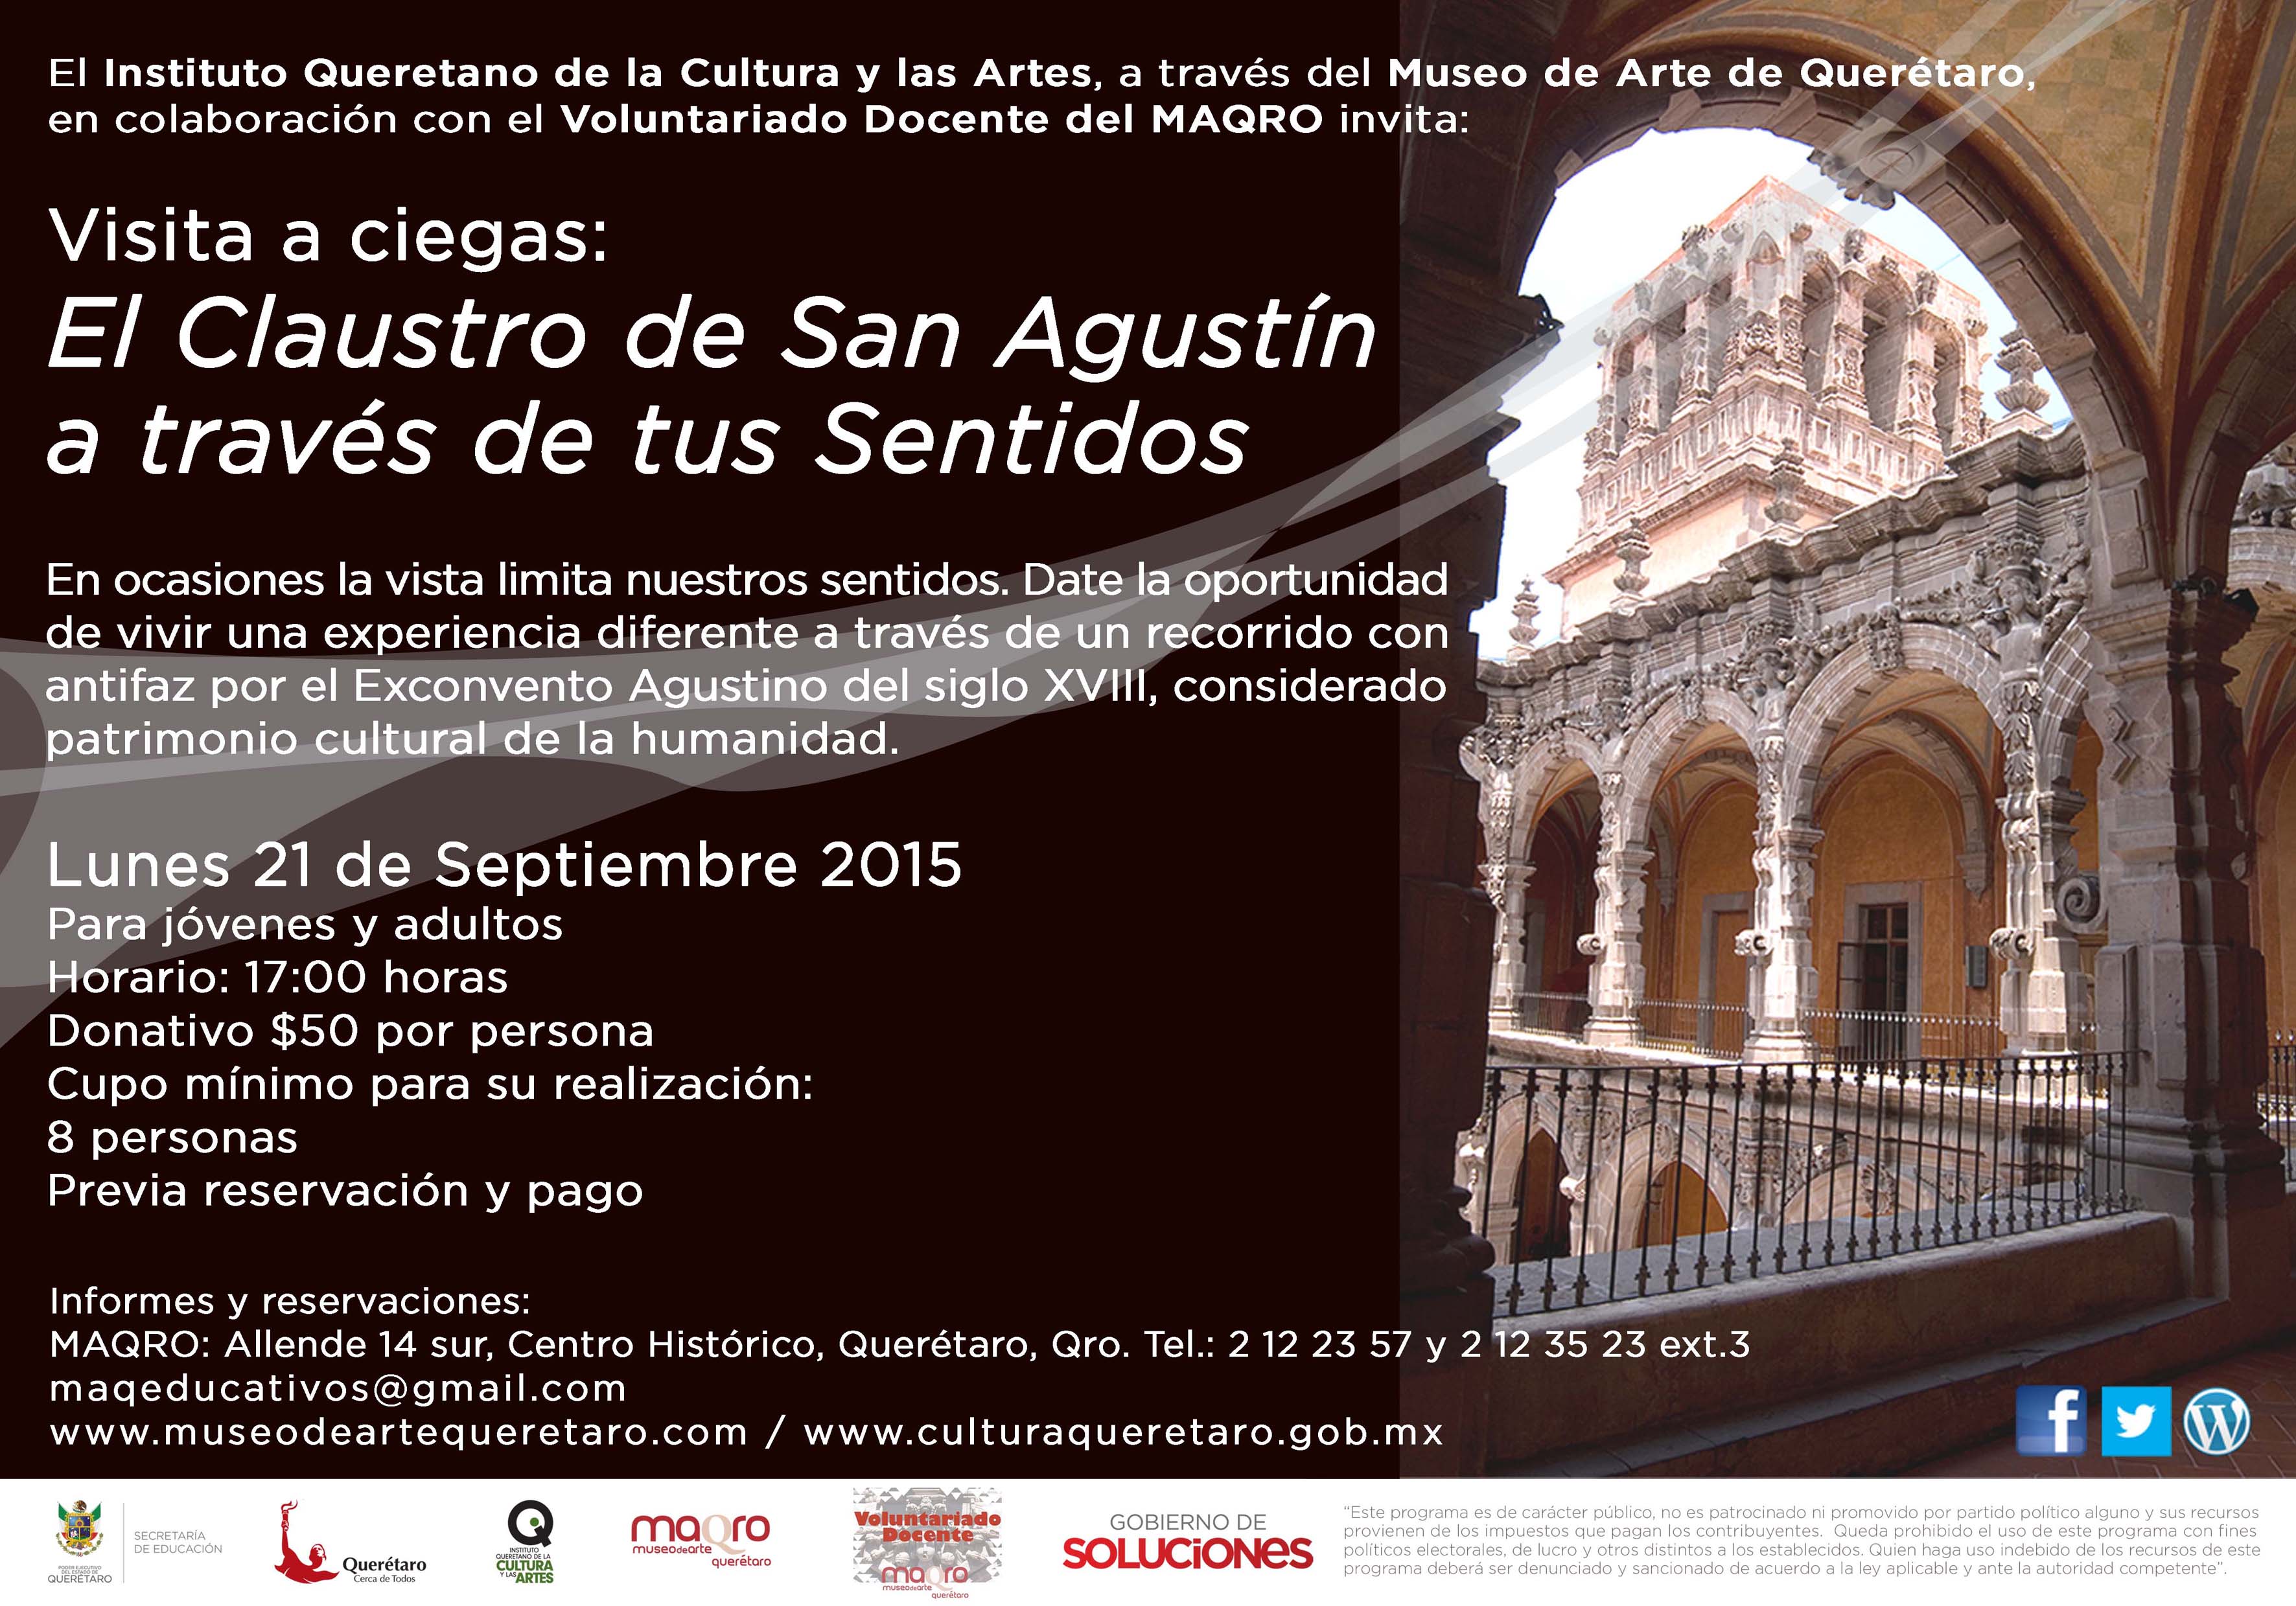 El Instituto Queretano de la Cultura y las Artes, a través del Museo de Arte de Querétaro,
en colaboración con el Voluntariado Docente del MAQRO invita:
Visita a ciegas:
El Claustro de San Agustín
a través de tus Sentidos
En ocasiones la vista limita nuestros sentidos. Date la oportunidad
de vivir una experiencia diferente a través de un recorrido con
antifaz por el Exconvento Agustino del siglo XVIII, considerado
patrimonio cultural de la humanidad.
Lunes 21 de Septiembre 2015
Para jóvenes y adultos
Horario: 17:00 horas
Donativo $50 por persona
Cupo mínimo para su realización:
8 personas
Previa reservación y pago
Informes y reservaciones:
MAQRO: Allende 14 sur, Centro Histórico, Querétaro, Qro. Tel.: 2 12 23 57 y 2 12 35 23 ext.3
maqeducativos@gmail.com
www.museodeartequeretaro.com / www.culturaqueretaro.gob.mx
PODER EJECUTIVO
DEL ESTADO DE
QUERÉTARO
SECRETARÍA
DE EDUCACIÓN
Querétaro
Cerca de Todos
INSTITUTO
QUERETANO DE LA
CULTURA
Y LAS ARTES
maqro
museodearte
querétaro
Voluntariado
Docente
maqro
museodearte
querétaro
GOBIERNO DE
SOLUCiONES
“Este programa es de carácter público, no es patrocinado ni promovido por partido político alguno y sus recursos
provienen de los impuestos que pagan los contribuyentes. Queda prohibido el uso de este programa con fines
políticos electorales, de lucro y otros distintos a los establecidos. Quien haga uso indebido de los recursos de este
programa deberá ser denunciado y sancionado de acuerdo a la ley aplicable y ante la autoridad competente”.